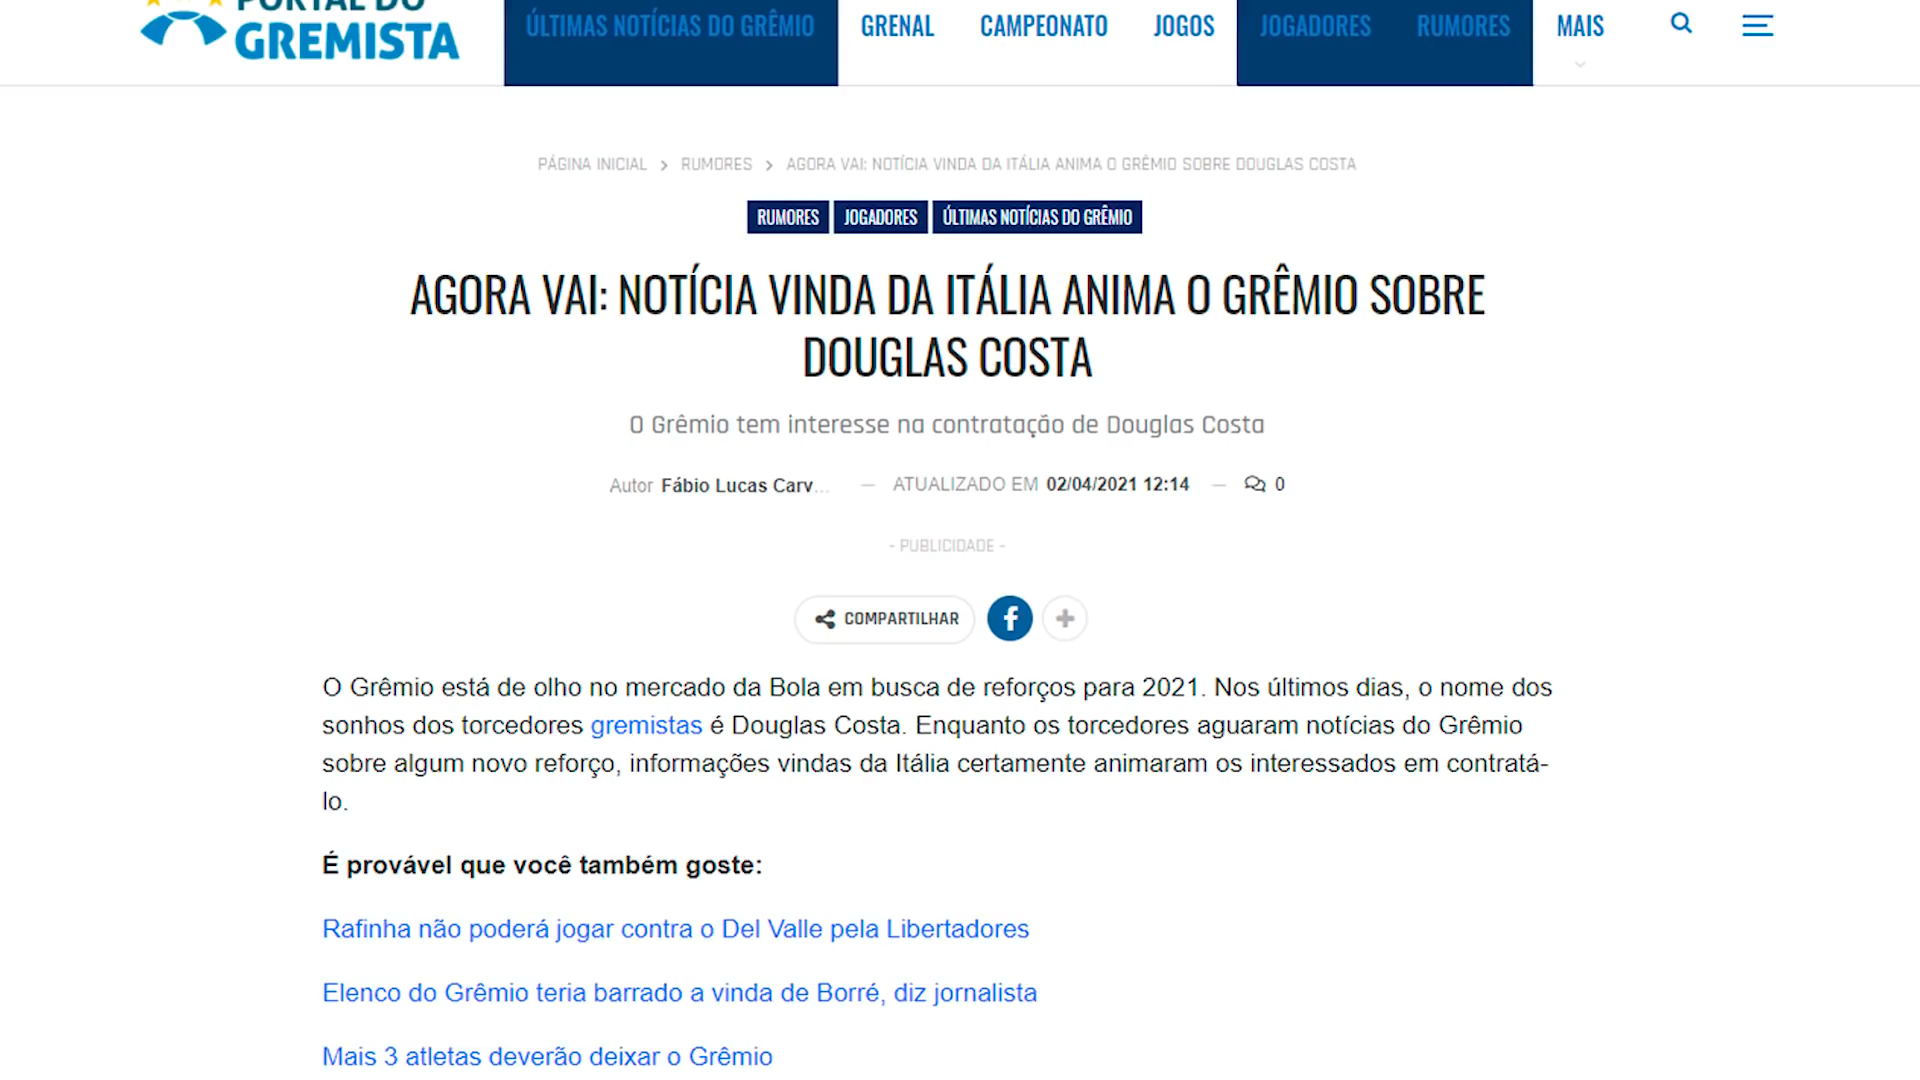 PORTAL DO
GREMISTA
ÚLTIMAS NOTÍCIAS DO GRÊMIO GRENAL CAMPEONATO JOGOS JOGADORES RUMORES MAIS
PÁGINA INICIAL > RUMORES > AGORA VAI: NOTÍCIA VINDA DA ITÁLIA ANIMA O GRÊMIO SOBRE DOUGLAS COSTA
RUMORES JOGADORES ÚLTIMAS NOTÍCIAS DO GRÊMIO
AGORA VAI: NOTÍCIA VINDA DA ITÁLIA ANIMA O GRÊMIO SOBRE
DOUGLAS COSTA
O Grêmio tem interesse na contratação de Douglas Costa
Autor Fábio Lucas Carv... — ATUALIZADO EM 02/04/2021 12:14 — 0
- PUBLICIDADE -
COMPARTILHAR
O Grêmio está de olho no mercado da Bola em busca de reforços para 2021. Nos últimos dias, o nome dos
sonhos dos torcedores gremistas é Douglas Costa. Enquanto os torcedores aguaram notícias do Grêmio
sobre algum novo reforço, informações vindas da Itália certamente animaram os interessados em contratá-
lo.
É provável que você também goste:
Rafinha não poderá jogar contra o Del Valle pela Libertadores
Elenco do Grêmio teria barrado a vinda de Borré, diz jornalista
Mais 3 atletas deverão deixar o Grêmio